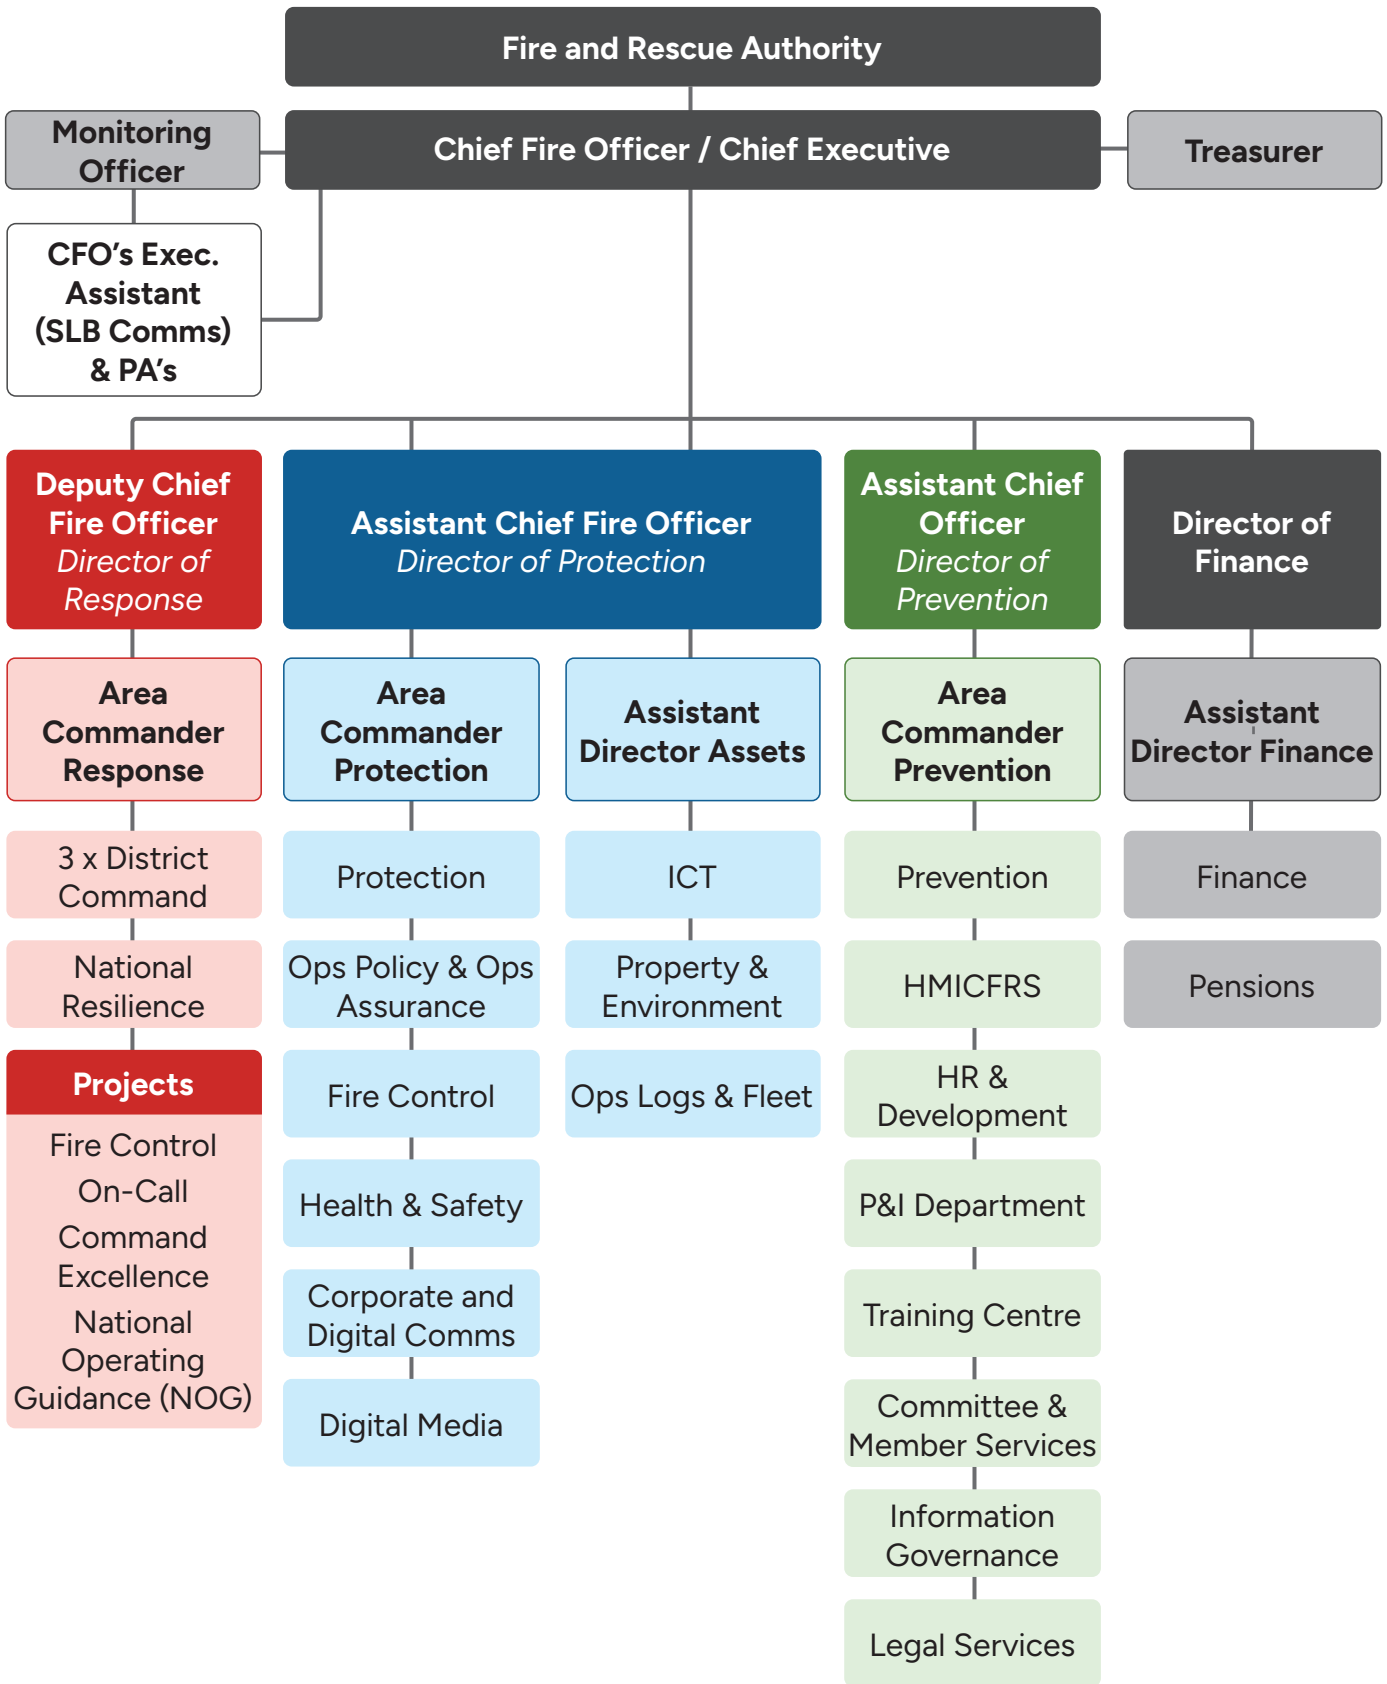 Fire and Rescue Authority
Monitoring
Officer
Chief Fire Officer / Chief Executive
Treasurer
CFO’s Exec.
Assistant
(SLB Comms)
& PA’s
Deputy Chief
Fire Officer
Director of
Response
Assistant Chief Fire Officer
Director of Protection
Assistant Chief
Officer
Director of
Prevention
Director of
Finance
Area
Commander
Response
Area
Commander
Protection
Assistant
Director Assets
Area
Commander
Prevention
Assistant
Director Finance
3 x District
Command
National
Resilience
Projects
Fire Control
On-Call
Command
Excellence
National
Operating
Guidance (NOG)
Protection
Ops Policy & Ops
Assurance
Fire Control
Health & Safety
Corporate and
Digital Comms
Digital Media
ICT
Property &
Environment
Ops Logs & Fleet
Prevention
HMICFRS
HR &
Development
P&I Department
Training Centre
Committee &
Member Services
Information
Governance
Legal Services
Finance
Pensions